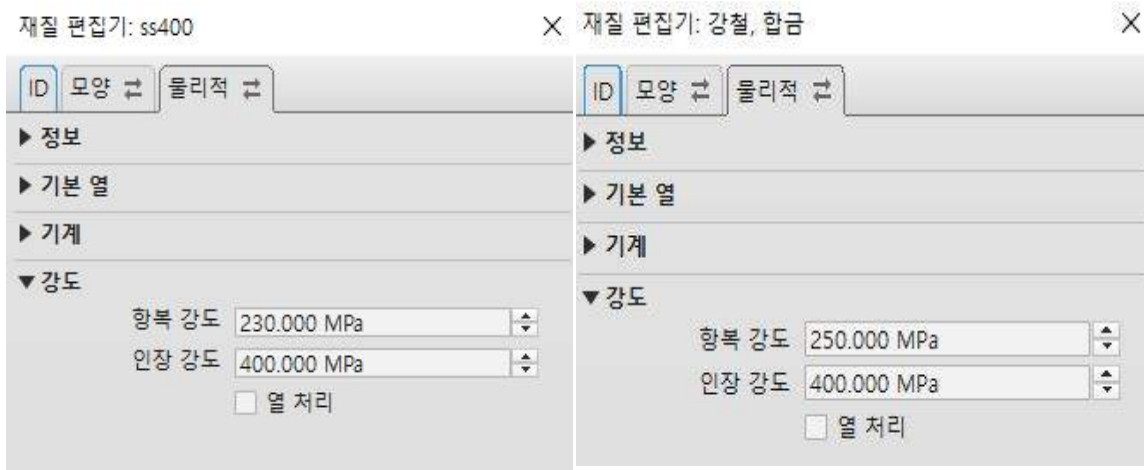 재질 편집기: ss400
ID 모양 물리적
정보
기본 열
기계
강도
항복 강도 230.000 MPa
인장 강도 400.000 MPa
열 처리
재질 편집기: 강철, 합금
ID 모양 물리적
정보
기본 열
기계
강도
항복 강도 250.000 MPa
인장 강도 400.000 MPa
열 처리